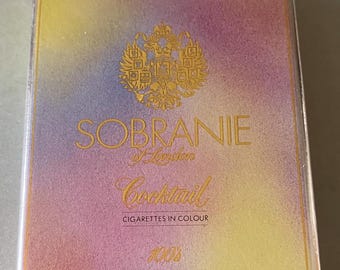 SOBRANIE
of London
Cocktail
CIGARETTES IN COLOUR
100's